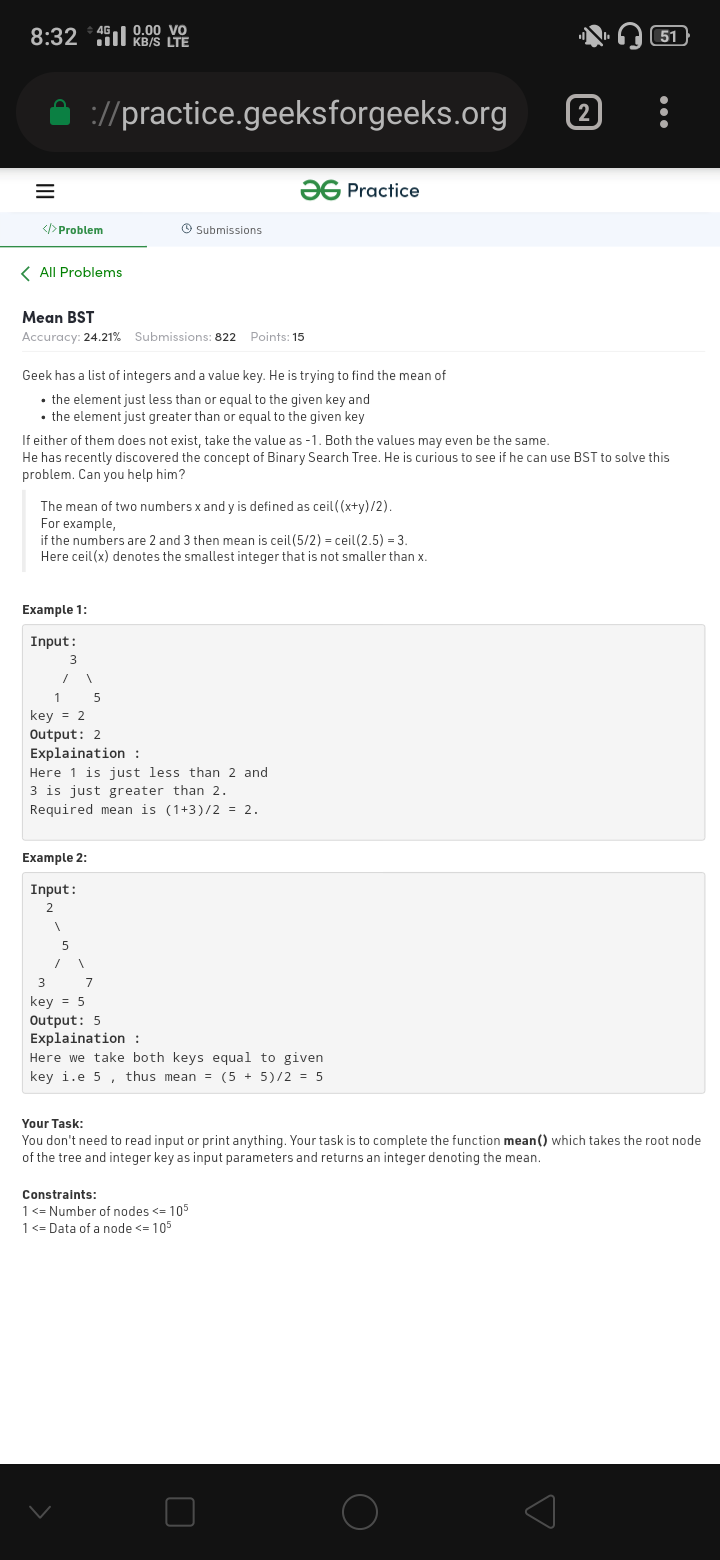 8:32 4G 0.00 KB/S VO LTE 51
://practice.geeksforgeeks.org 2
Practice
</> Problem Submissions
All Problems
Mean BST
Accuracy: 24.21% Submissions: 822 Points: 15
Geek has a list of integers and a value key. He is trying to find the mean of
• the element just less than or equal to the given key and
• the element just greater than or equal to the given key
If either of them does not exist, take the value as -1. Both the values may even be the same.
He has recently discovered the concept of Binary Search Tree. He is curious to see if he can use BST to solve this
problem. Can you help him?
The mean of two numbers x and y is defined as ceil((x+y)/2).
For example,
if the numbers are 2 and 3 then mean is ceil(5/2) = ceil(2.5) = 3.
Here ceil(x) denotes the smallest integer that is not smaller than x.
Example 1:
Input:
3
/ \
1 5
key = 2
Output: 2
Explaination :
Here 1 is just less than 2 and
3 is just greater than 2.
Required mean is (1+3)/2 = 2.
Example 2:
Input:
2
\
5
/ \
3 7
key = 5
Output: 5
Explaination :
Here we take both keys equal to given
key i.e 5 , thus mean = (5 + 5)/2 = 5
Your Task:
You don't need to read input or print anything. Your task is to complete the function mean() which takes the root node
of the tree and integer key as input parameters and returns an integer denoting the mean.
Constraints:
1 <= Number of nodes <= 10⁵
1 <= Data of a node <= 10⁵